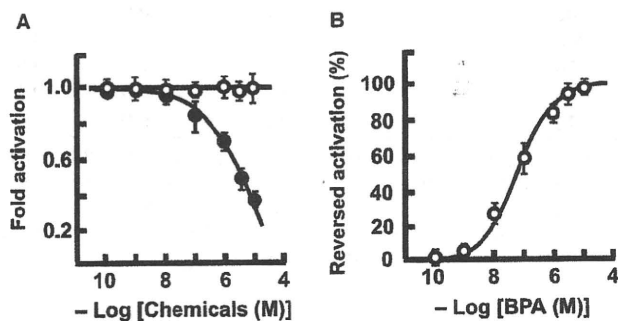 A
Fold activation
1.0
0.6
0.2
10 8 6 4
– Log [Chemicals (M)]
B
Reversed activation (%)
100
80
60
40
20
0
10 8 6 4
– Log [BPA (M)]